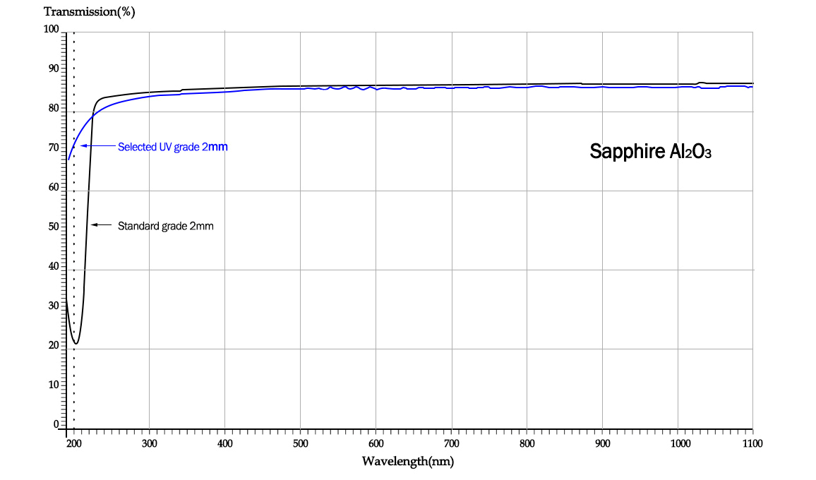 Transmission(%)
100
90
80
70
60
50
40
30
20
10
0
Selected UV grade 2mm
Standard grade 2mm
Sapphire Al2O3
200 300 400 500 600 700 800 900 1000 1100
Wavelength(nm)